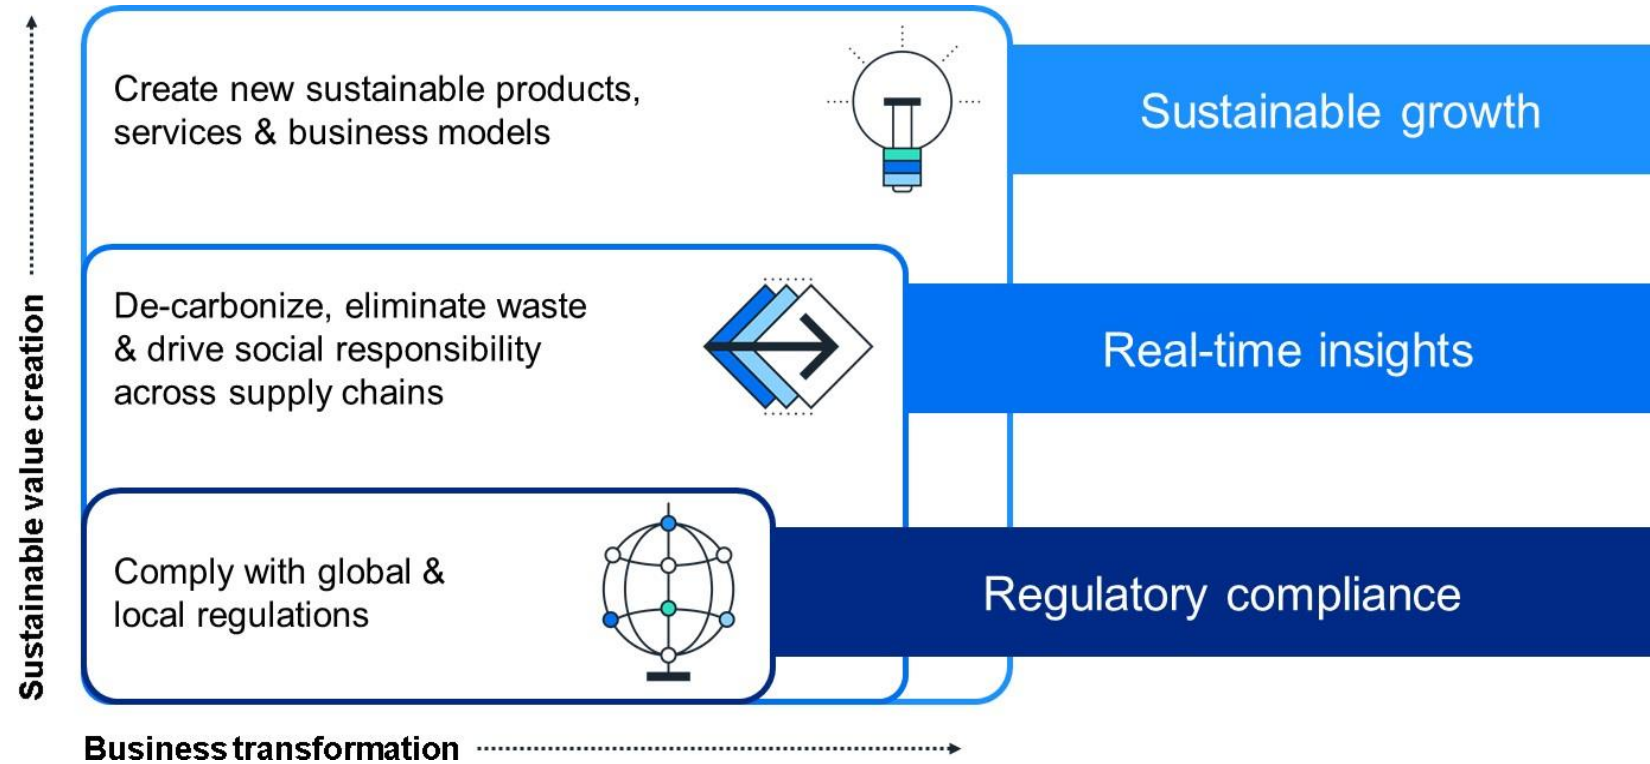 Create new sustainable products,
services & business models
Sustainable growth
De-carbonize, eliminate waste
& drive social responsibility
across supply chains
Real-time insights
Comply with global &
local regulations
Regulatory compliance
Sustainable value creation
Business transformation